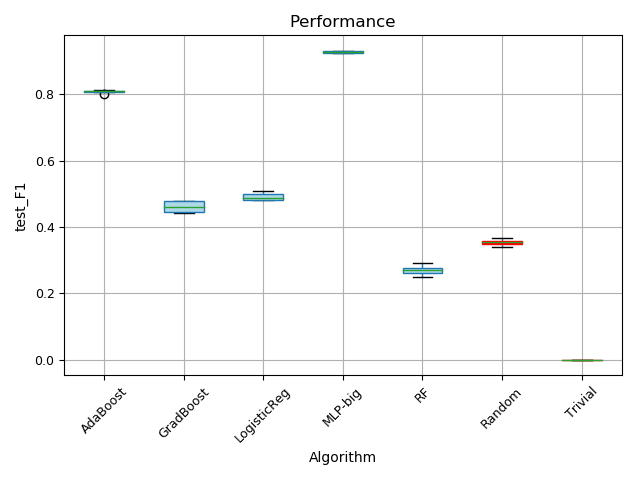 Performance
test_F1
0.8
0.6
0.4
0.2
0.0
AdaBoost
GradBoost
LogisticReg
MLP-big
RF
Random
Trivial
Algorithm